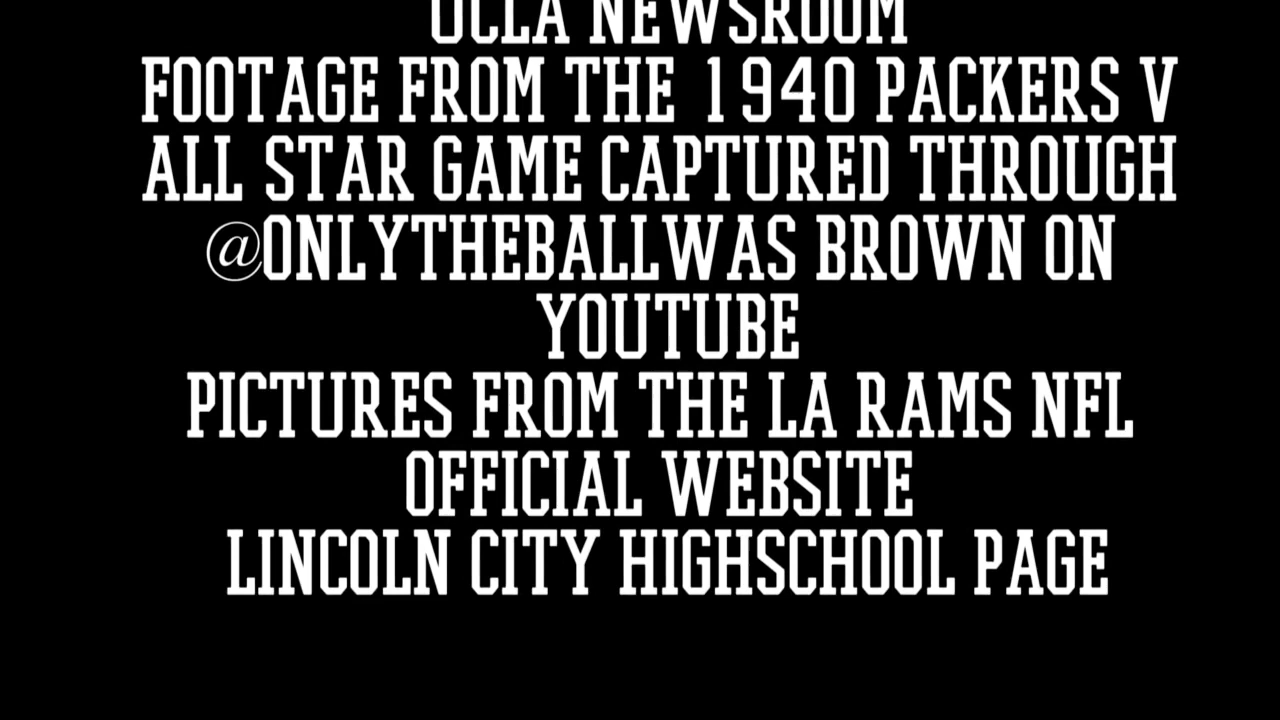 UCLA NEWSROOM
FOOTAGE FROM THE 1940 PACKERS V
ALL STAR GAME CAPTURED THROUGH
@ONLYTHEBALLWAS BROWN ON
YOUTUBE
PICTURES FROM THE LA RAMS NFL
OFFICIAL WEBSITE
LINCOLN CITY HIGHSCHOOL PAGE